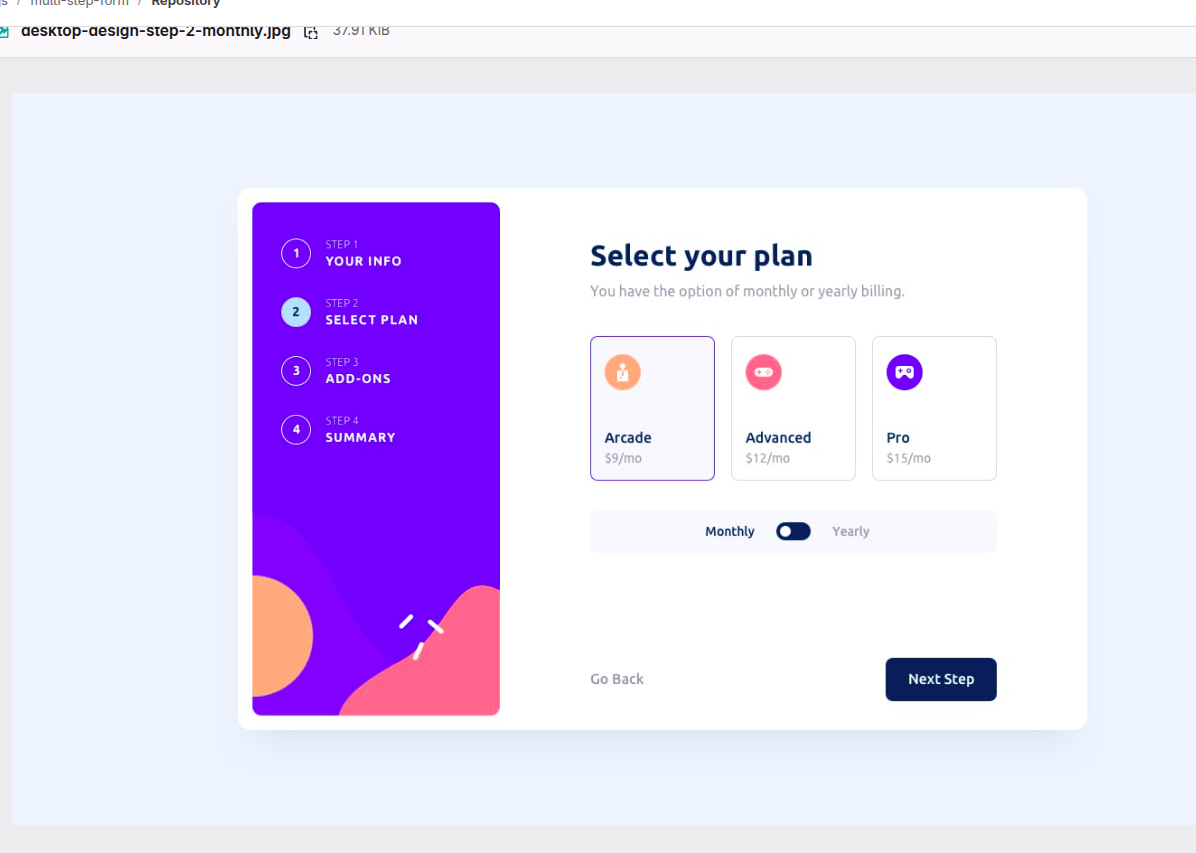 / multi-step-form / Repository
desktop-design-step-2-monthly.jpg 37.91 KiB
1 STEP 1
YOUR INFO
2 STEP 2
SELECT PLAN
3 STEP 3
ADD-ONS
4 STEP 4
SUMMARY
Select your plan
You have the option of monthly or yearly billing.
Arcade
$9/mo
Advanced
$12/mo
Pro
$15/mo
Monthly Yearly
Go Back Next Step